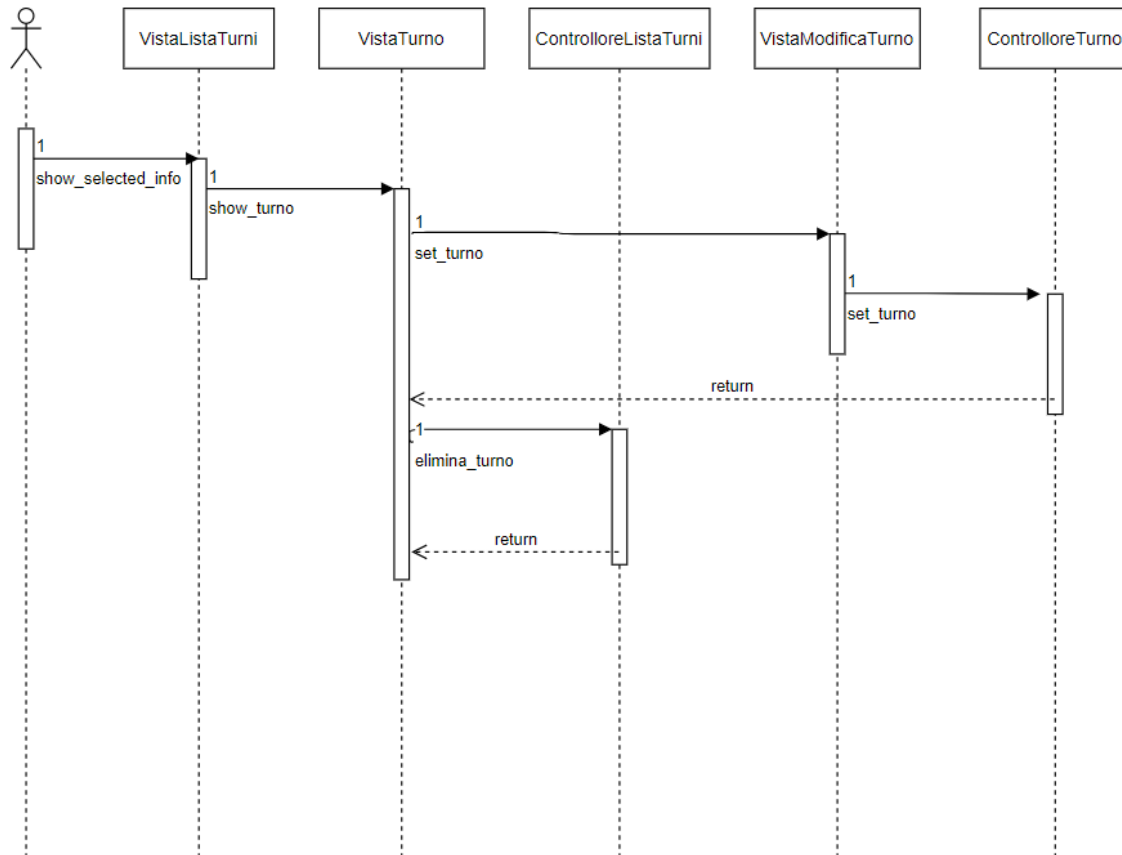 VistaListaTurni
VistaTurno
ControlloreListaTurni
VistaModificaTurno
ControlloreTurno
1
show_selected_info
1
show_turno
1
set_turno
1
set_turno
return
1
elimina_turno
return